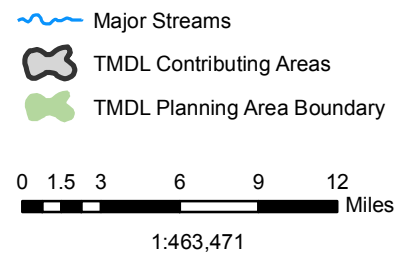 Major Streams
TMDL Contributing Areas
TMDL Planning Area Boundary
0 1.5 3 6 9 12
Miles
1:463,471